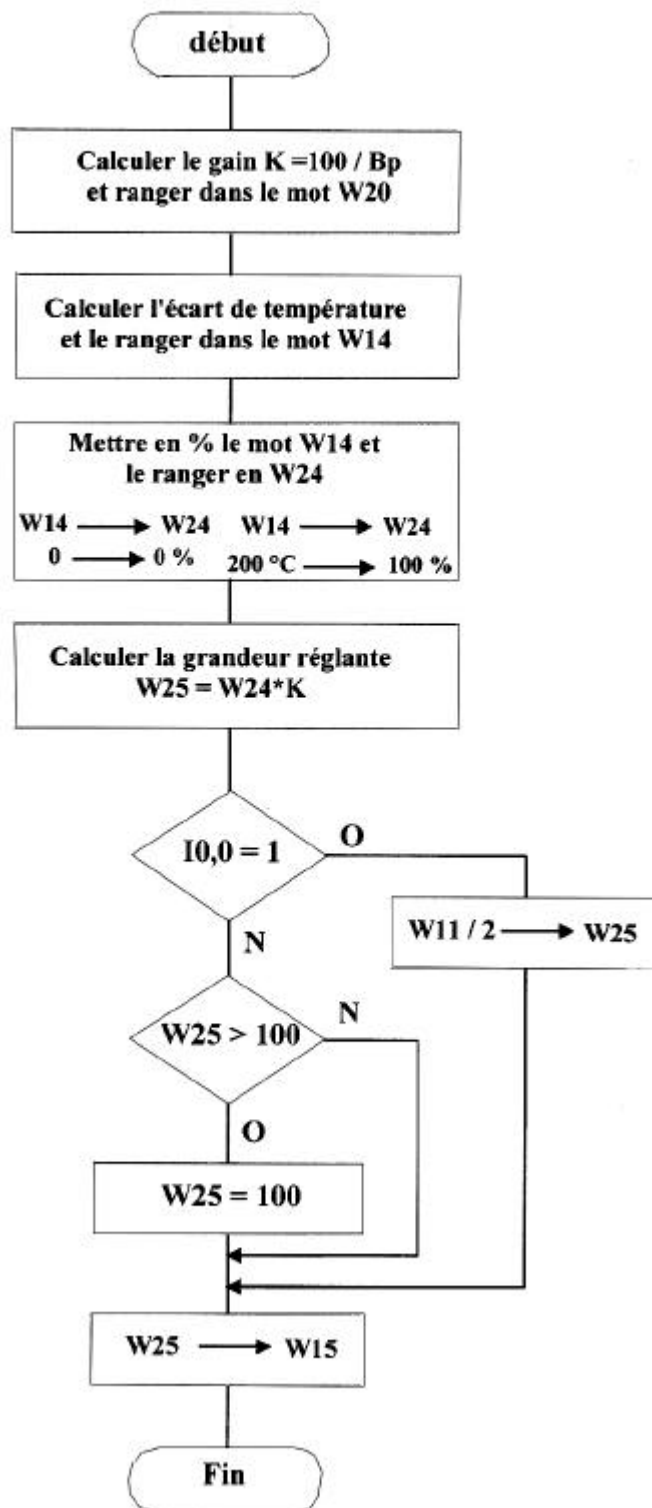 début
Calculer le gain K =100 / Bp
et ranger dans le mot W20
Calculer l'écart de température
et le ranger dans le mot W14
Mettre en % le mot W14 et
le ranger en W24
W14 → W24 W14 → W24
0 → 0 % 200 °C → 100 %
Calculer la grandeur réglante
W25 = W24*K
I0,0 = 1
O
W11 / 2 → W25
N
W25 > 100
N
O
W25 = 100
W25 → W15
Fin